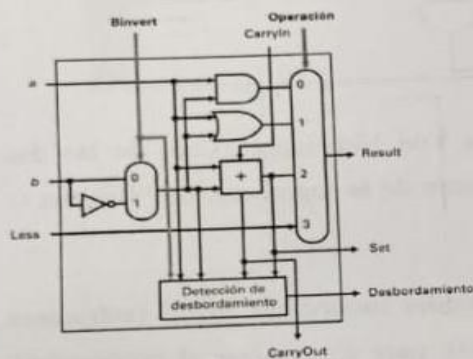 Binvert
Operación
CarryIn
a
0
1
Result
b
0
1
+
2
Less
3
Set
Detección de
desbordamiento
Desbordamiento
CarryOut